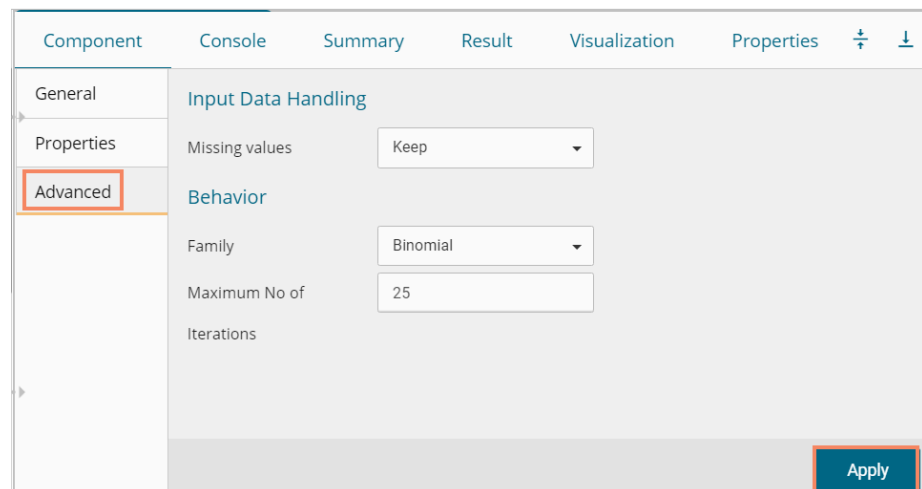 Component Console Summary Result Visualization Properties
General
Input Data Handling
Properties
Missing values Keep
Advanced
Behavior
Family Binomial
Maximum No of 25
Iterations
Apply